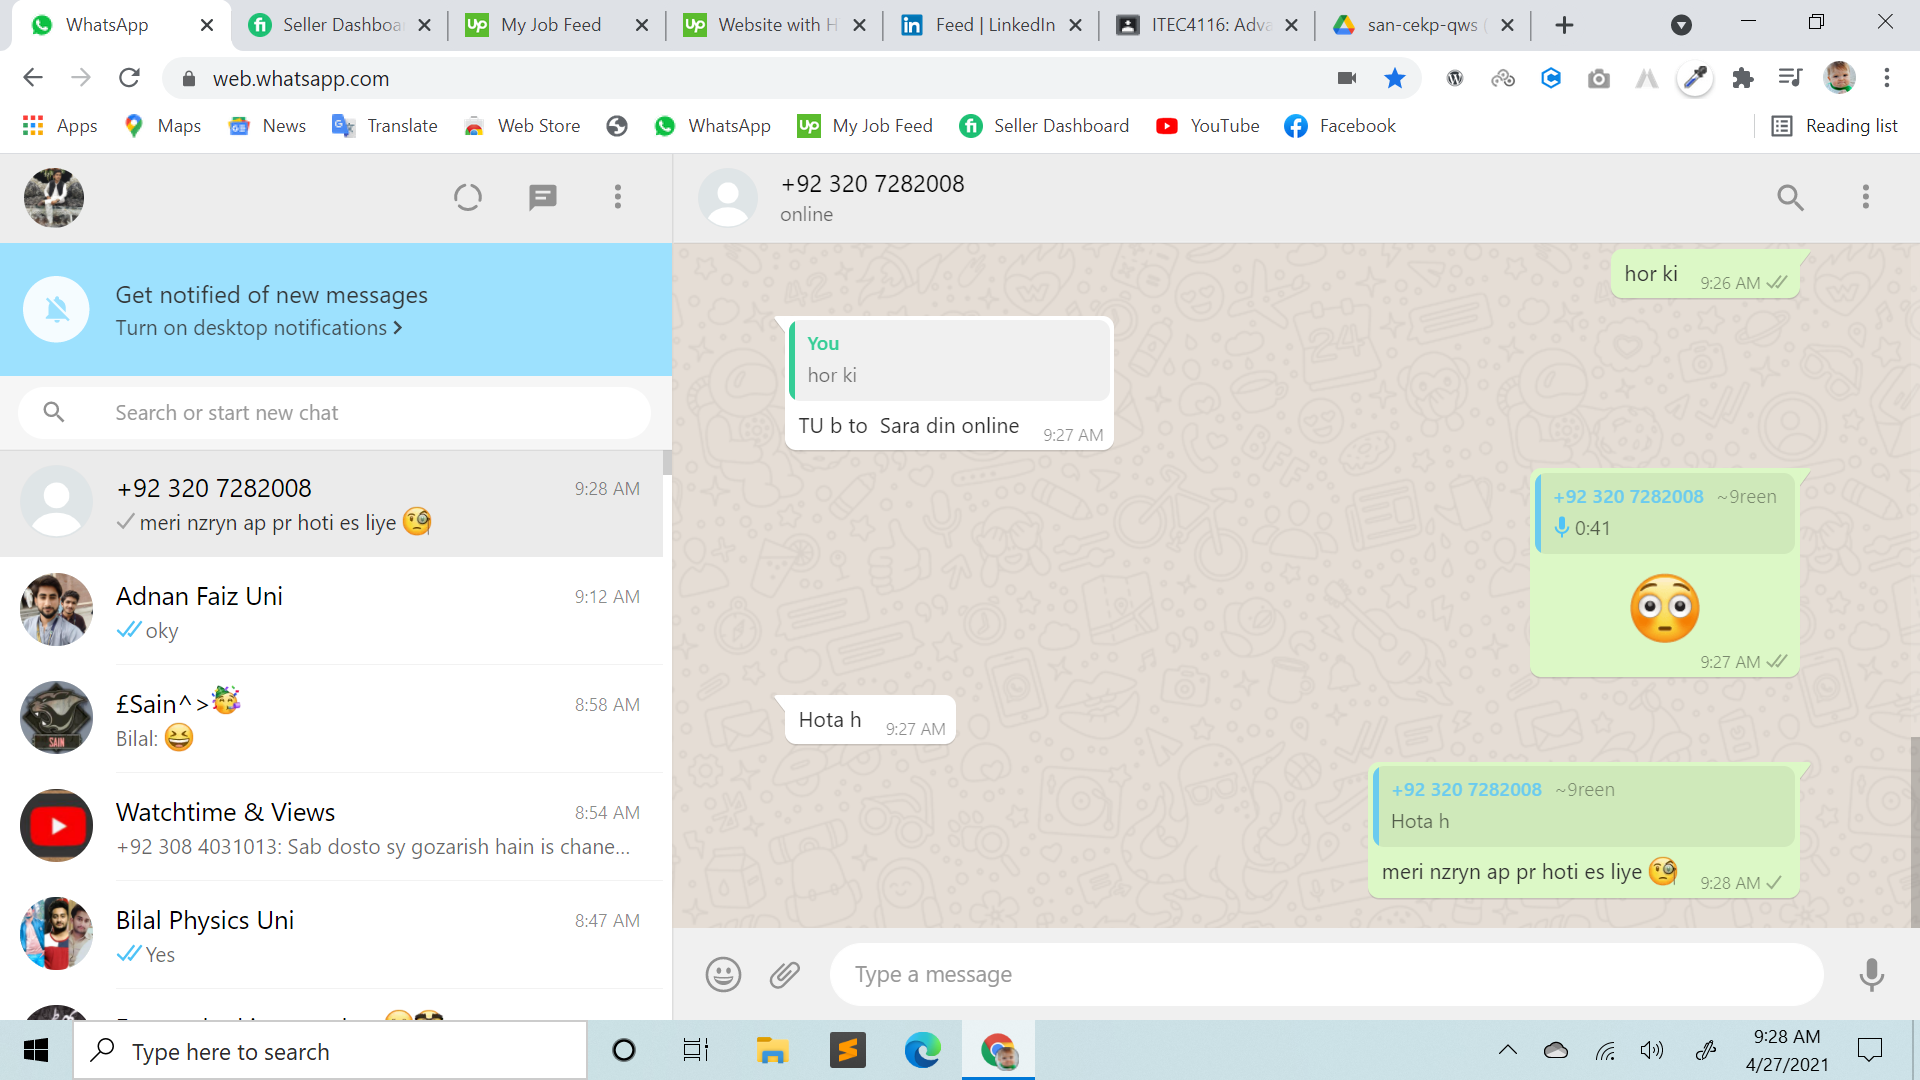 WhatsApp
Seller Dashboar
My Job Feed
Website with H
Feed | LinkedIn
ITEC4116: Adva
san-cekp-qws (
web.whatsapp.com
Apps
Maps
News
Translate
Web Store
WhatsApp
My Job Feed
Seller Dashboard
YouTube
Facebook
Reading list
Get notified of new messages
Turn on desktop notifications >
Search or start new chat
+92 320 7282008
9:28 AM
meri nzryn ap pr hoti es liye 🧐
Adnan Faiz Uni
9:12 AM
oky
£Sain^>🥳
8:58 AM
Bilal: 😆
SAIN
Watchtime & Views
8:54 AM
+92 308 4031013: Sab dosto sy gozarish hain is chane...
Bilal Physics Uni
8:47 AM
Yes
+92 320 7282008
online
hor ki
9:26 AM
You
hor ki
TU b to  Sara din online
9:27 AM
+92 320 7282008 ~9reen
0:41
😳
9:27 AM
Hota h
9:27 AM
+92 320 7282008 ~9reen
Hota h
meri nzryn ap pr hoti es liye 🧐
9:28 AM
Type a message
Type here to search
9:28 AM
4/27/2021